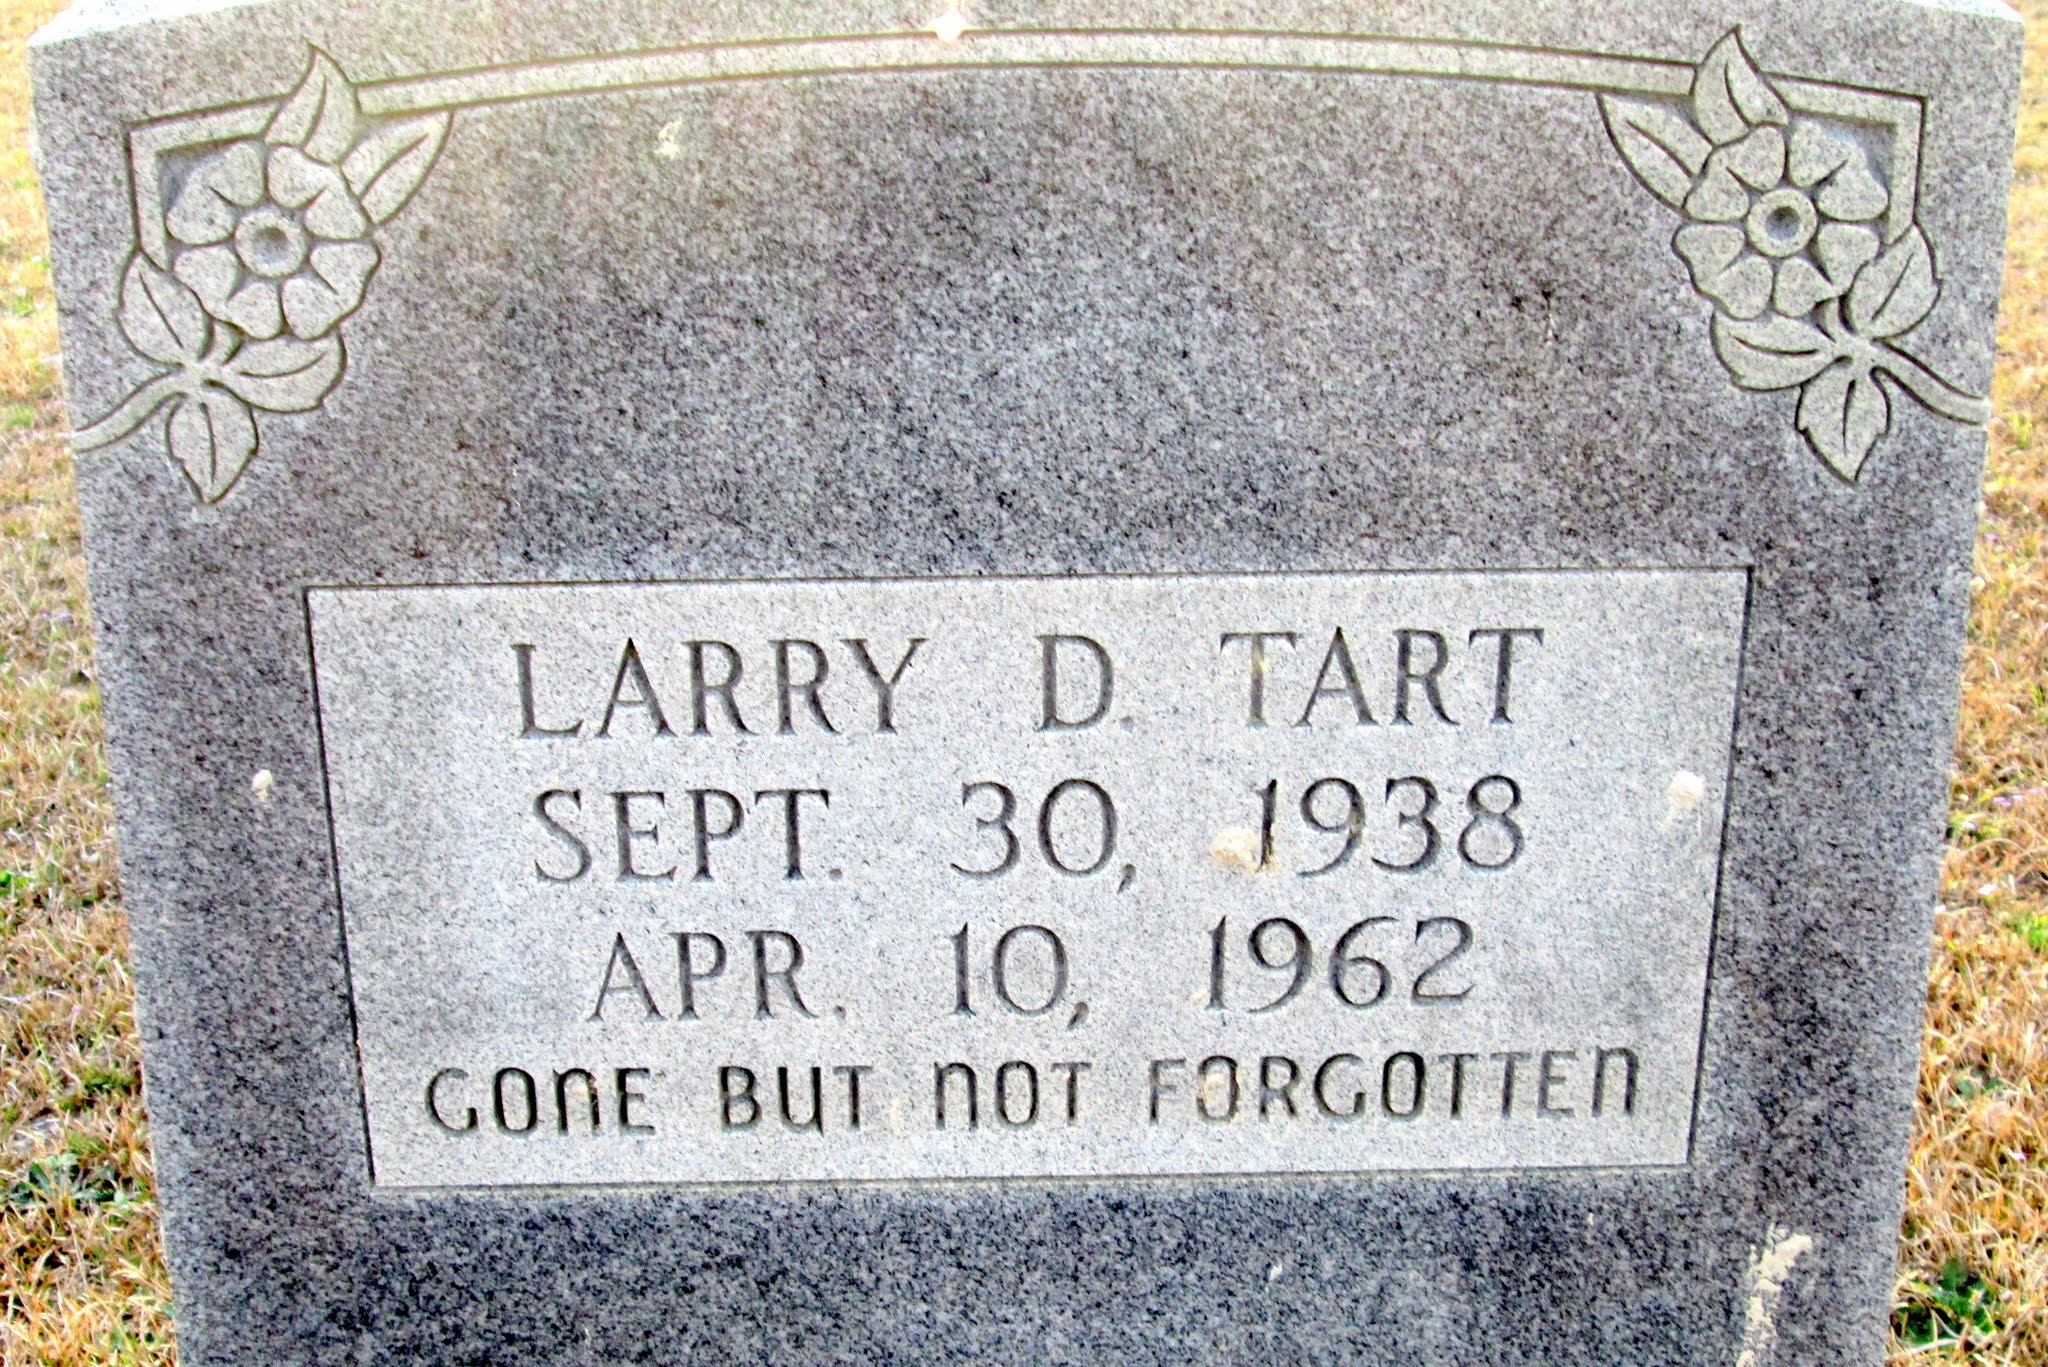 LARRY D. TART
SEPT. 30, 1938
APR. 10, 1962
GONE BUT NOT FORGOTTEN